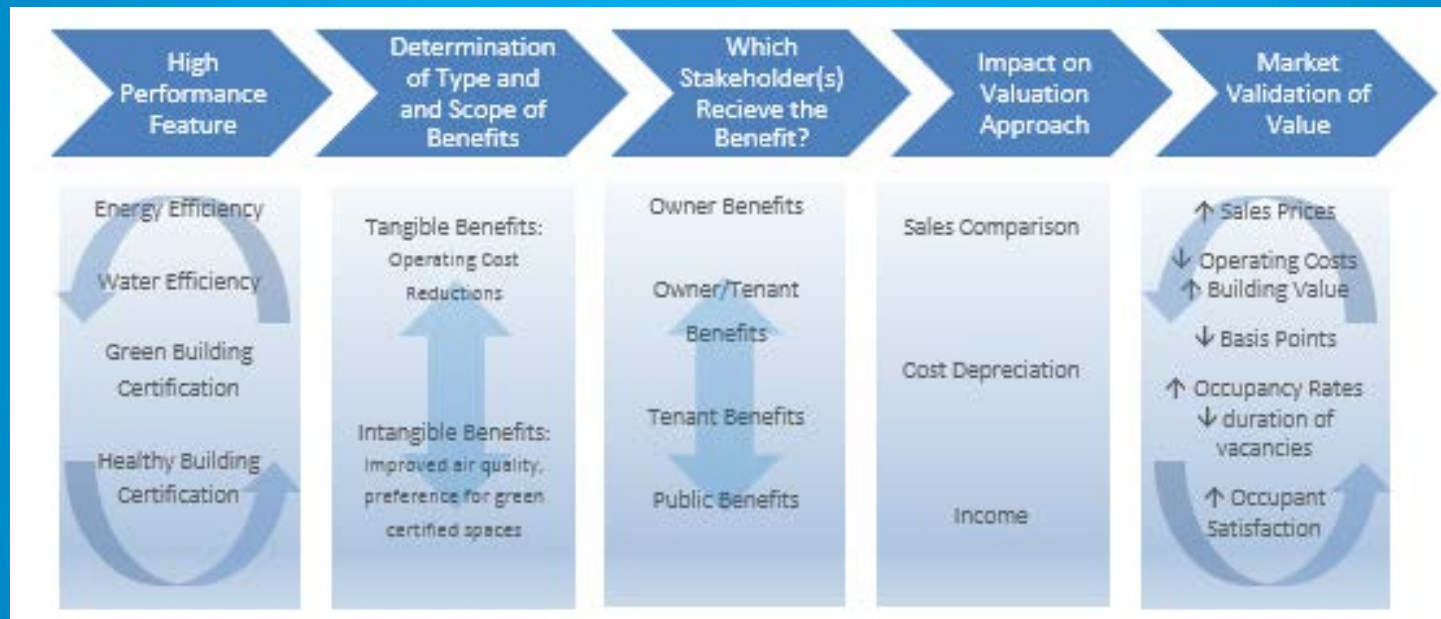 High
Performance
Feature
Determination
of Type and
and Scope of
Benefits
Which
Stakeholder(s)
Recieve the
Benefit?
Impact on
Valuation
Approach
Market
Validation of
Value
Energy Efficiency
Water Efficiency
Green Building
Certification
Healthy Building
Certification
Tangible Benefits:
Operating Cost
Reductions
Intangible Benefits:
Improved air quality,
preference for green
certified spaces
Owner Benefits
Owner/Tenant
Benefits
Tenant Benefits
Public Benefits
Sales Comparison
Cost Depreciation
Income
↑ Sales Prices
↓ Operating Costs
↑ Building Value
↓ Basis Points
↑ Occupancy Rates
↓ duration of
vacancies
↑ Occupant
Satisfaction